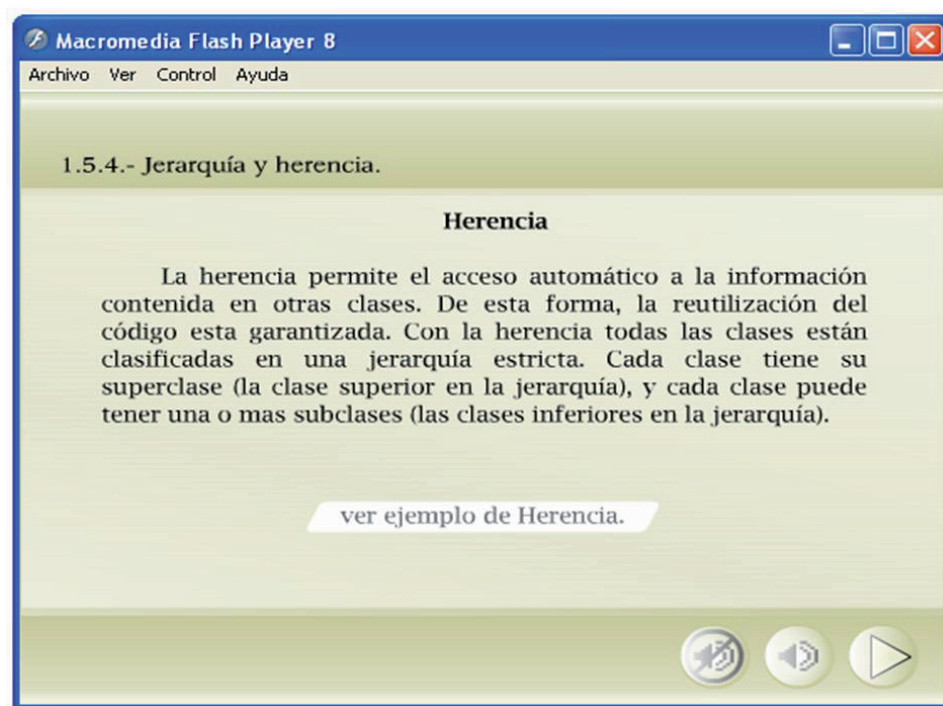 Macromedia Flash Player 8
Archivo Ver Control Ayuda
1.5.4.- Jerarquía y herencia.
Herencia
La herencia permite el acceso automático a la información
contenida en otras clases. De esta forma, la reutilización del
código esta garantizada. Con la herencia todas las clases están
clasificadas en una jerarquía estricta. Cada clase tiene su
superclase (la clase superior en la jerarquía), y cada clase puede
tener una o mas subclases (las clases inferiores en la jerarquía).
ver ejemplo de Herencia.